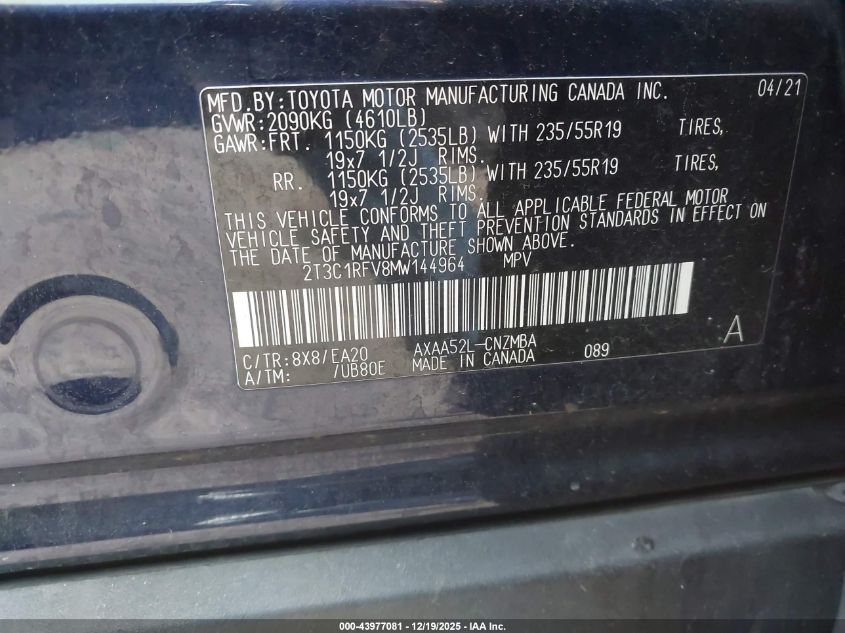 MFD.BY:TOYOTA MOTOR MANUFACTURING CANADA INC. 04/21
GVWR:2090KG (4610LB)
GAWR:FRT. 1150KG (2535LB) WITH 235/55R19 TIRES,
19x7 1/2J RIMS.
RR. 1150KG (2535LB) WITH 235/55R19 TIRES,
19x7 1/2J RIMS.
THIS VEHICLE CONFORMS TO ALL APPLICABLE FEDERAL MOTOR
VEHICLE SAFETY AND THEFT PREVENTION STANDARDS IN EFFECT ON
THE DATE OF MANUFACTURE SHOWN ABOVE.
2T3C1RFV8MW144964 MPV
C/TR:8X8/EA20 AXAA52L-CNZMBA A
A/TM: /UB80E MADE IN CANADA 089
000-43977081 - 12/19/2025 - IAA Inc.